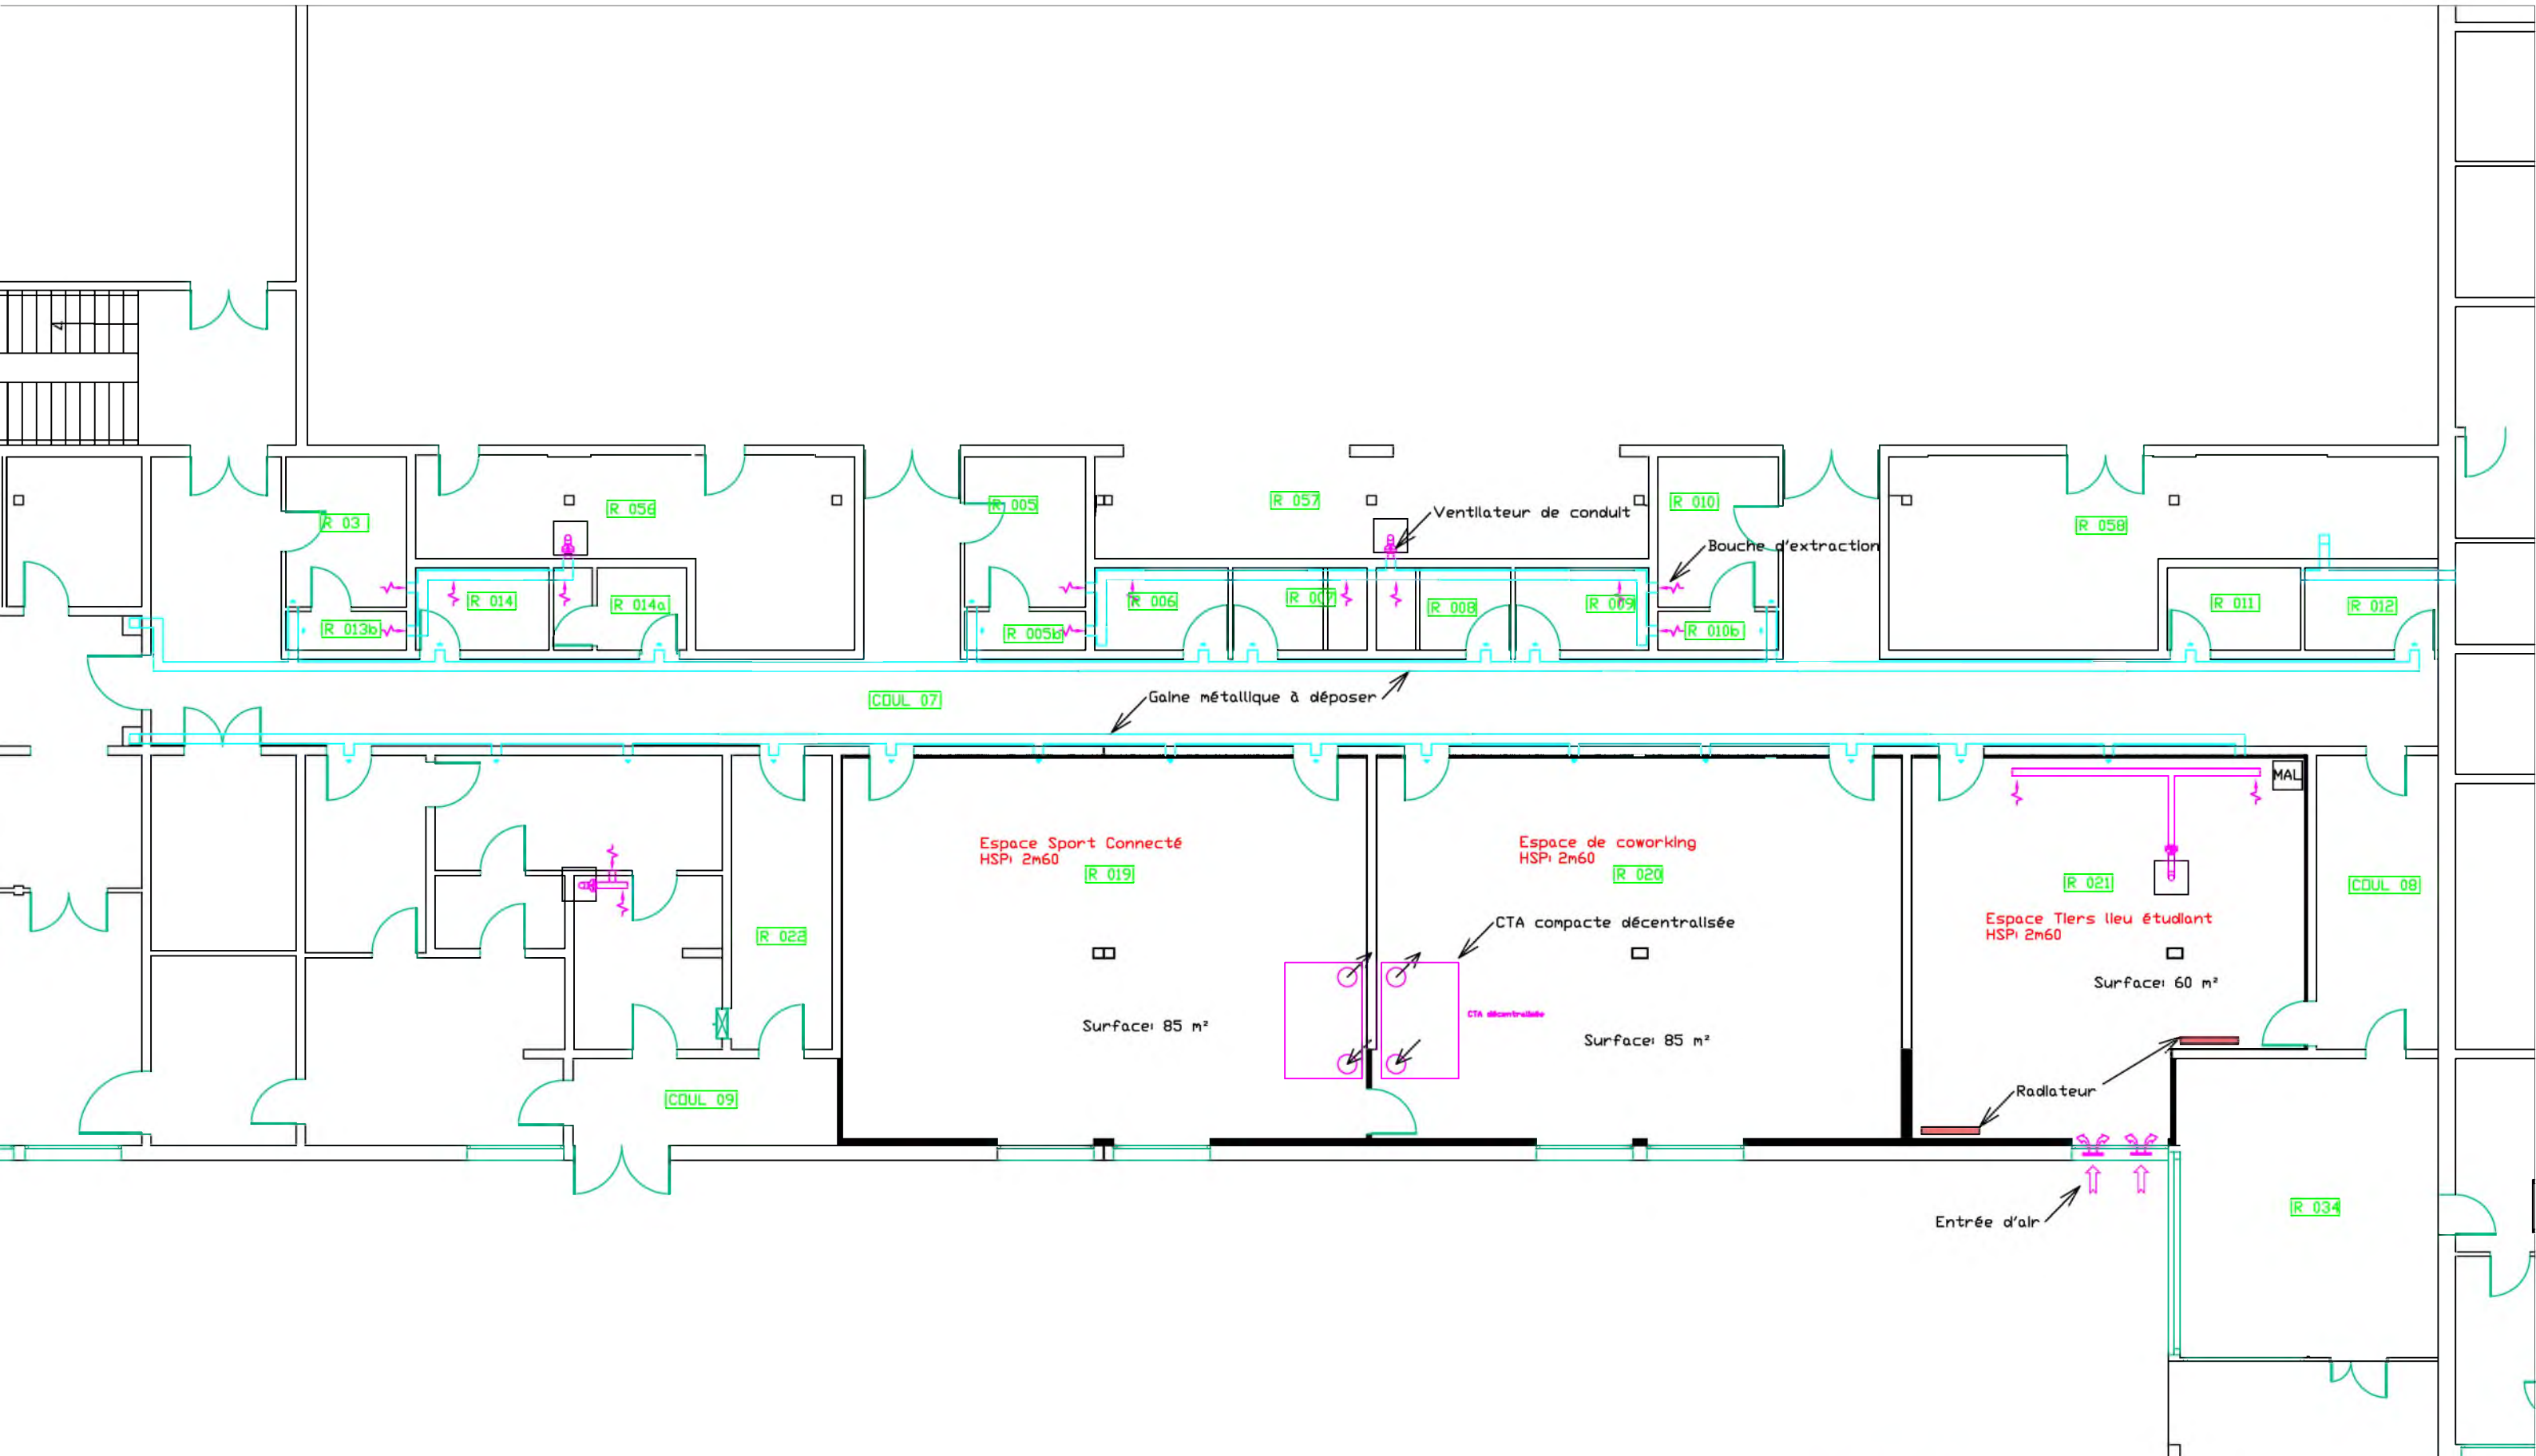 4
R 03
R 056
R 005
R 057
Ventilateur de conduit
R 010
Bouche d'extraction
R 058
R 013b
R 014
R 014a
R 005b
R 006
R 007
R 008
R 009
R 010b
R 011
R 012
COUL 07
Gaine métallique à déposer
MAL
Espace Sport Connecté
HSP: 2m60
R 019
Espace de coworking
HSP: 2m60
R 020
R 021
COUL 08
Espace Tiers lieu étudiant
HSP: 2m60
R 022
CTA compacte décentralisée
Surface: 60 m²
CTA décentralisée
Surface: 85 m²
Surface: 85 m²
COUL 09
Radiateur
R 034
Entrée d'air